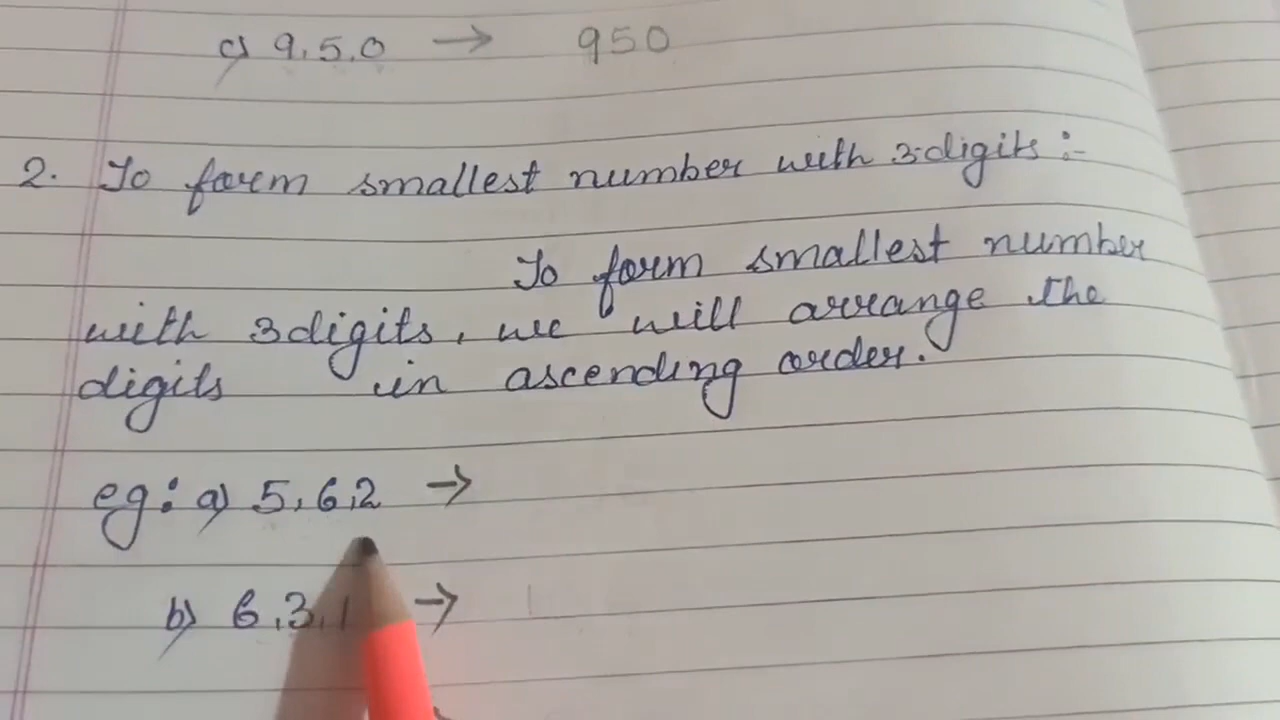 c) 9,5,0 → 950
2. To form smallest number with 3 digits :-
To form smallest number
with 3 digits, we will arrange the
digits in ascending order.
eg: a) 5,6,2 →
b) 6,3,1 →